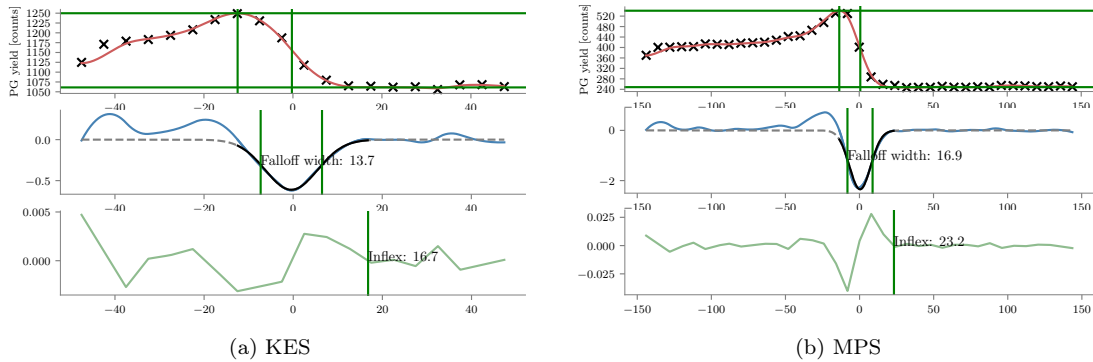 PG yield [counts]
1250
1225
1200
1175
1150
1125
1100
1075
1050
−40 −20 0 20 40
0.0
−0.5
Falloff width: 13.7
−40 −20 0 20 40
0.005
0.000
Inflex: 16.7
−40 −20 0 20 40
(a) KES
PG yield [counts]
520
480
440
400
360
320
280
240
−150 −100 −50 0 50 100 150
0
−2
Falloff width: 16.9
−150 −100 −50 0 50 100 150
0.025
0.000
−0.025
Inflex: 23.2
−150 −100 −50 0 50 100 150
(b) MPS